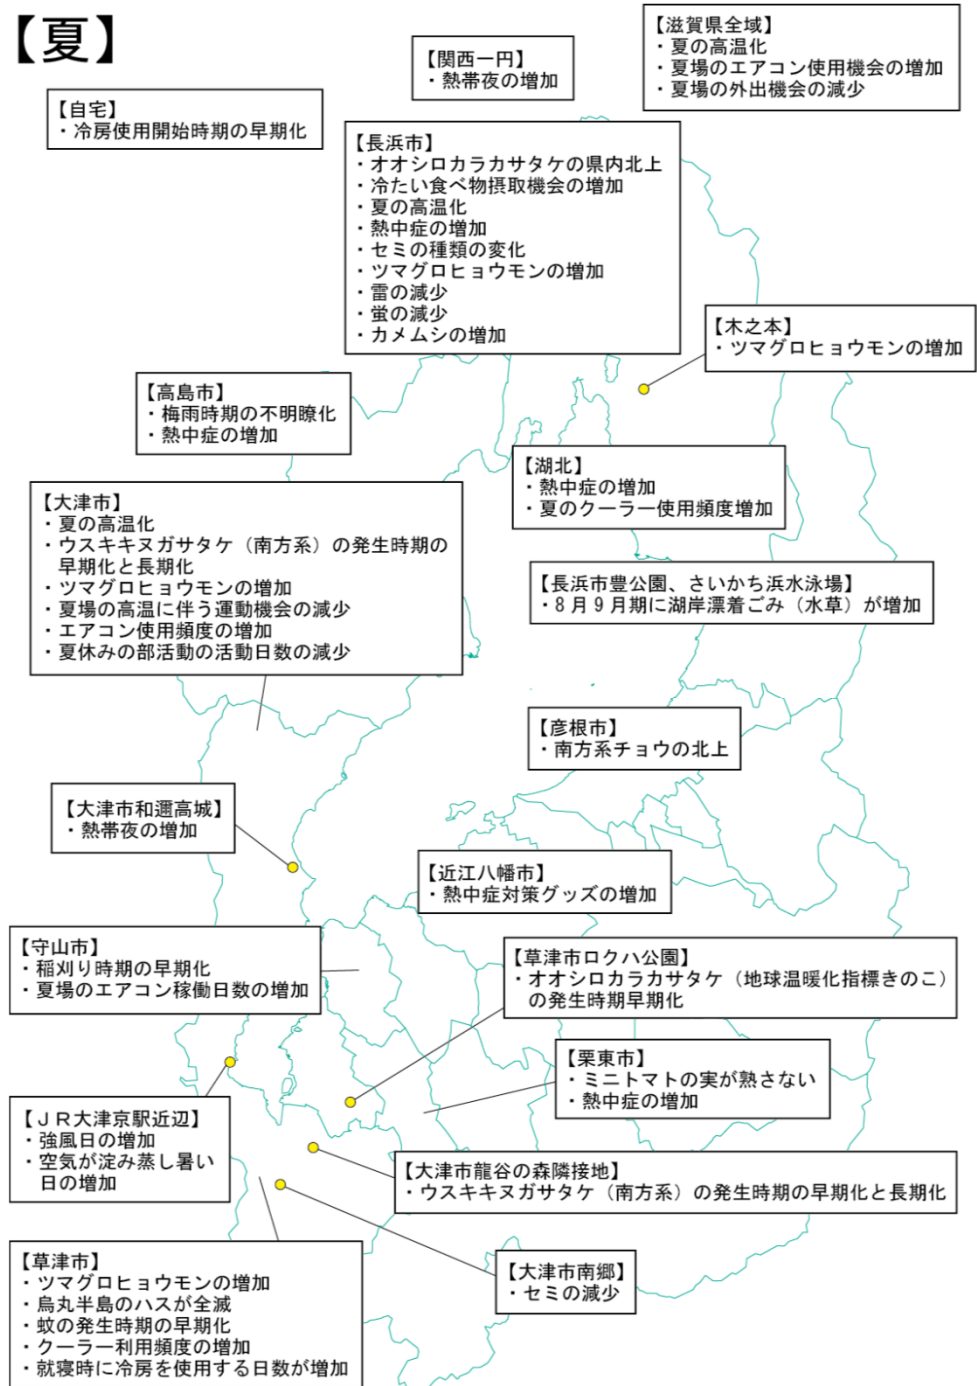 【夏】
【関西一円】
・熱帯夜の増加
【滋賀県全域】
・夏の高温化
・夏場のエアコン使用機会の増加
・夏場の外出機会の減少
【自宅】
・冷房使用開始時期の早期化
【長浜市】
・オオシロカラカサタケの県内北上
・冷たい食べ物摂取機会の増加
・夏の高温化
・熱中症の増加
・セミの種類の変化
・ツマグロヒョウモンの増加
・雷の減少
・蛍の減少
・カメムシの増加
【木之本】
・ツマグロヒョウモンの増加
【高島市】
・梅雨時期の不明瞭化
・熱中症の増加
【湖北】
・熱中症の増加
・夏のクーラー使用頻度増加
【大津市】
・夏の高温化
・ウスキキヌガサタケ（南方系）の発生時期の
早期化と長期化
・ツマグロヒョウモンの増加
・夏場の高温に伴う運動機会の減少
・エアコン使用頻度の増加
・夏休みの部活動の活動日数の減少
【長浜市豊公園、さいかち浜水泳場】
・8月9月期に湖岸漂着ごみ（水草）が増加
【彦根市】
・南方系チョウの北上
【大津市和邇高城】
・熱帯夜の増加
【近江八幡市】
・熱中症対策グッズの増加
【守山市】
・稲刈り時期の早期化
・夏場のエアコン稼働日数の増加
【草津市ロクハ公園】
・オオシロカラカサタケ（地球温暖化指標きのこ）
の発生時期早期化
【栗東市】
・ミニトマトの実が熟さない
・熱中症の増加
【ＪＲ大津京駅近辺】
・強風日の増加
・空気が淀み蒸し暑い
日の増加
【大津市龍谷の森隣接地】
・ウスキキヌガサタケ（南方系）の発生時期の早期化と長期化
【草津市】
・ツマグロヒョウモンの増加
・烏丸半島のハスが全滅
・蚊の発生時期の早期化
・クーラー利用頻度の増加
・就寝時に冷房を使用する日数が増加
【大津市南郷】
・セミの減少